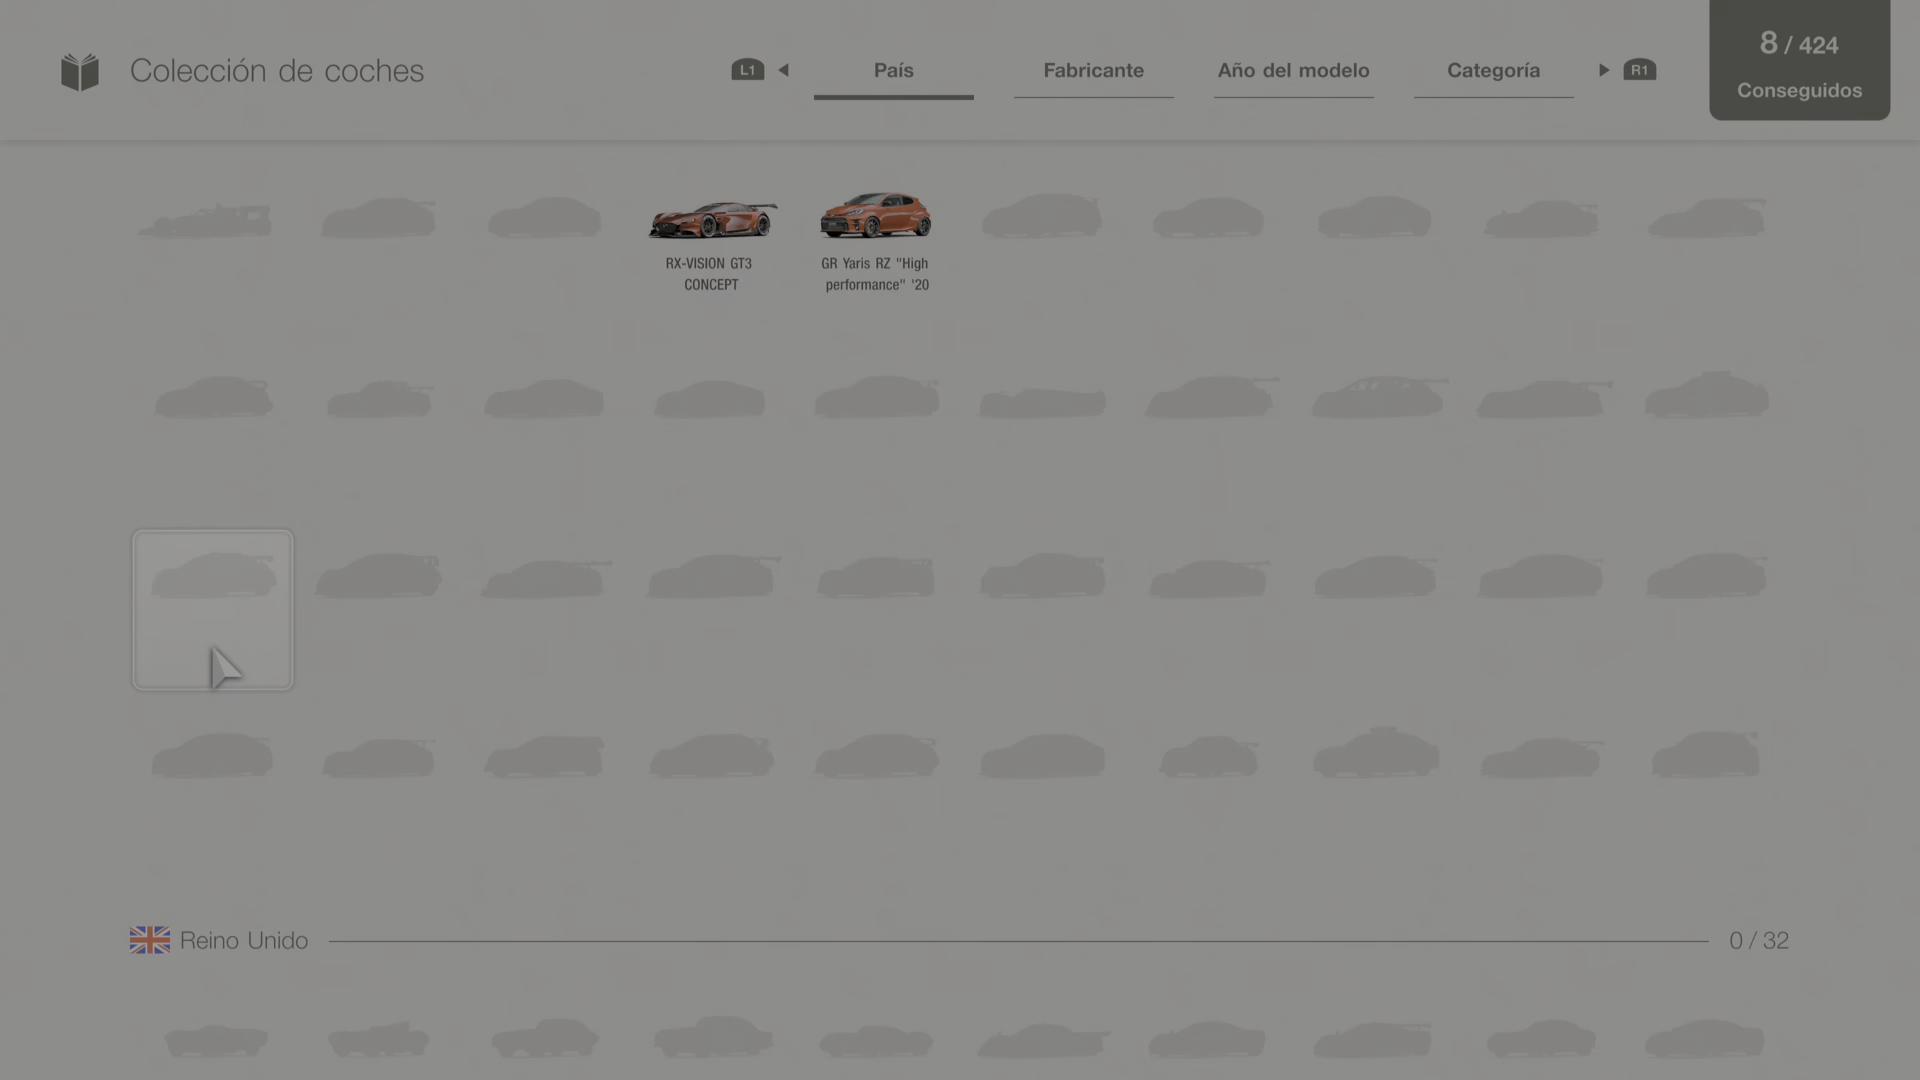 Colección de coches
L1
País
Fabricante
Año del modelo
Categoría
R1
8 / 424
Conseguidos
RX-VISION GT3
CONCEPT
GR Yaris RZ "High
performance" '20
Reino Unido
0 / 32